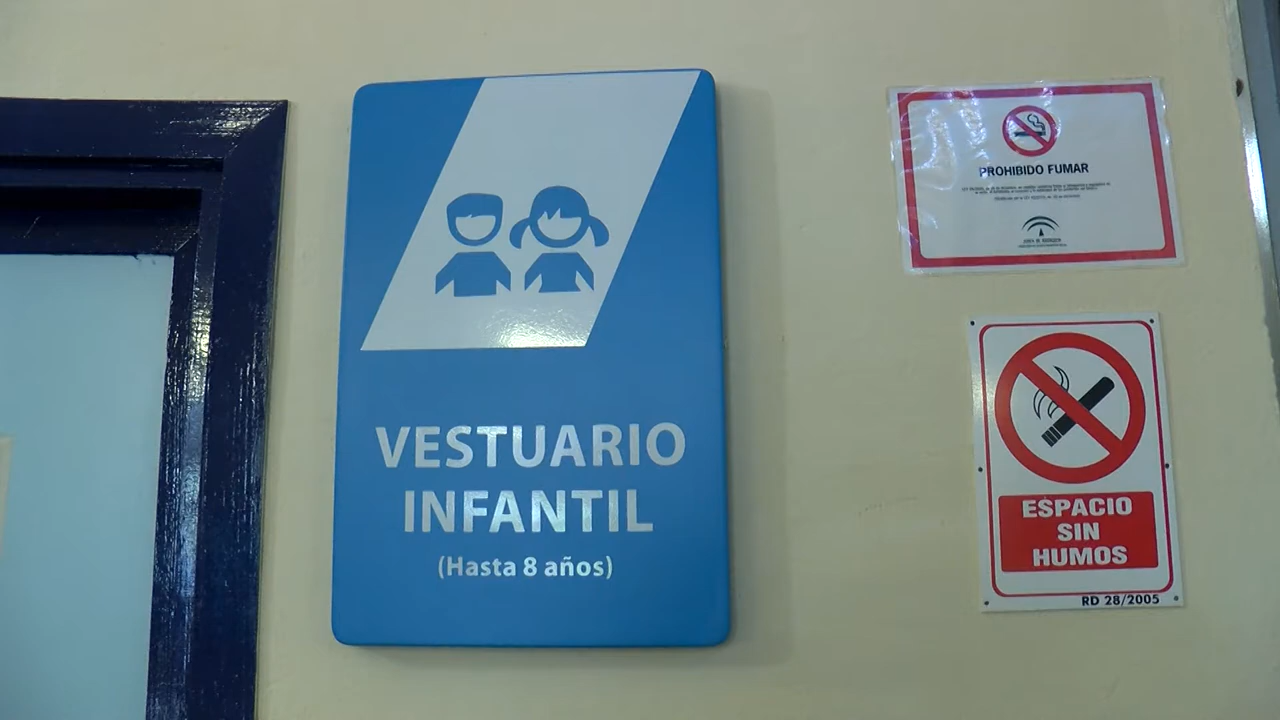 VESTUARIO
INFANTIL
(Hasta 8 años)
PROHIBIDO FUMAR
ESPACIO
SIN
HUMOS
RD 28/2005